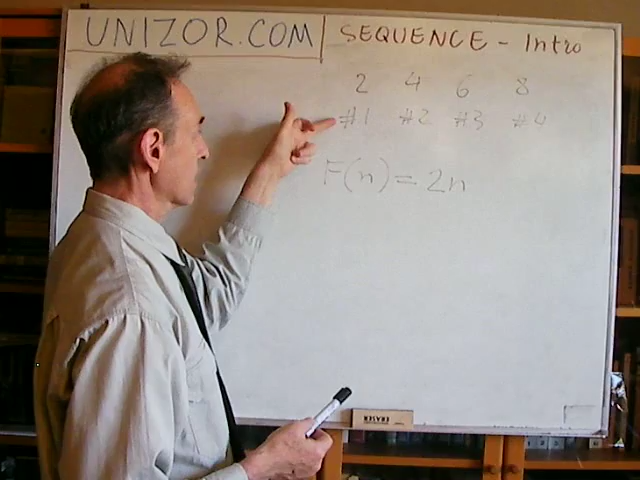 UNIZOR.COM
SEQUENCE - Intro
2 4 6 8
#1 #2 #3 #4
F(n) = 2n